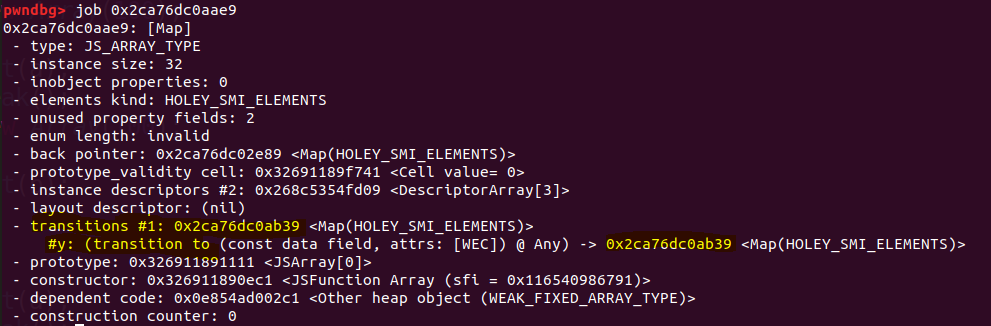 pwndbg> job 0x2ca76dc0aae9
0x2ca76dc0aae9: [Map]
 - type: JS_ARRAY_TYPE
 - instance size: 32
 - inobject properties: 0
 - elements kind: HOLEY_SMI_ELEMENTS
 - unused property fields: 2
 - enum length: invalid
 - back pointer: 0x2ca76dc02e89 <Map(HOLEY_SMI_ELEMENTS)>
 - prototype_validity cell: 0x32691189f741 <Cell value= 0>
 - instance descriptors #2: 0x268c5354fd09 <DescriptorArray[3]>
 - layout descriptor: (nil)
 - transitions #1: 0x2ca76dc0ab39 <Map(HOLEY_SMI_ELEMENTS)>
     #y: (transition to (const data field, attrs: [WEC]) @ Any) -> 0x2ca76dc0ab39 <Map(HOLEY_SMI_ELEMENTS)>
 - prototype: 0x326911891111 <JSArray[0]>
 - constructor: 0x326911890ec1 <JSFunction Array (sfi = 0x116540986791)>
 - dependent code: 0x0e854ad002c1 <Other heap object (WEAK_FIXED_ARRAY_TYPE)>
 - construction counter: 0